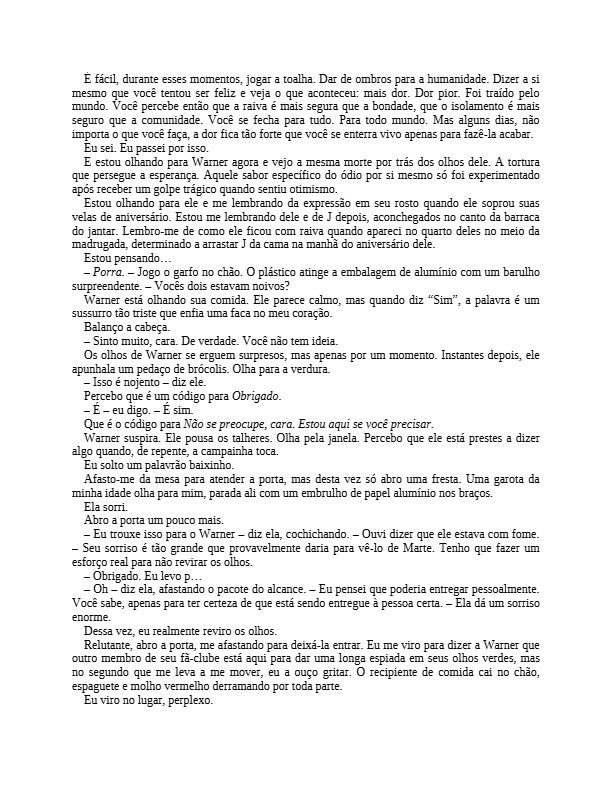 É fácil, durante esses momentos, jogar a toalha. Dar de ombros para a humanidade. Dizer a si
mesmo que você tentou ser feliz e veja o que aconteceu: mais dor. Dor pior. Foi traído pelo
mundo. Você percebe então que a raiva é mais segura que a bondade, que o isolamento é mais
seguro que a comunidade. Você se fecha para tudo. Para todo mundo. Mas alguns dias, não
importa o que você faça, a dor fica tão forte que você se enterra vivo apenas para fazê-la acabar.
Eu sei. Eu passei por isso.
E estou olhando para Warner agora e vejo a mesma morte por trás dos olhos dele. A tortura
que persegue a esperança. Aquele sabor específico do ódio por si mesmo só foi experimentado
após receber um golpe trágico quando sentiu otimismo.
Estou olhando para ele e me lembrando da expressão em seu rosto quando ele soprou suas
velas de aniversário. Estou me lembrando dele e de J depois, aconchegados no canto da barraca
do jantar. Lembro-me de como ele ficou com raiva quando apareci no quarto deles no meio da
madrugada, determinado a arrastar J da cama na manhã do aniversário dele.
Estou pensando…
– Porra. – Jogo o garfo no chão. O plástico atinge a embalagem de alumínio com um barulho
surpreendente. – Vocês dois estavam noivos?
Warner está olhando sua comida. Ele parece calmo, mas quando diz “Sim”, a palavra é um
sussurro tão triste que enfia uma faca no meu coração.
Balanço a cabeça.
– Sinto muito, cara. De verdade. Você não tem ideia.
Os olhos de Warner se erguem surpresos, mas apenas por um momento. Instantes depois, ele
apunhala um pedaço de brócolis. Olha para a verdura.
– Isso é nojento – diz ele.
Percebo que é um código para Obrigado.
– É – eu digo. – É sim.
Que é o código para Não se preocupe, cara. Estou aqui se você precisar.
Warner suspira. Ele pousa os talheres. Olha pela janela. Percebo que ele está prestes a dizer
algo quando, de repente, a campainha toca.
Eu solto um palavrão baixinho.
Afasto-me da mesa para atender a porta, mas desta vez só abro uma fresta. Uma garota da
minha idade olha para mim, parada ali com um embrulho de papel alumínio nos braços.
Ela sorri.
Abro a porta um pouco mais.
– Eu trouxe isso para o Warner – diz ela, cochichando. – Ouvi dizer que ele estava com fome.
– Seu sorriso é tão grande que provavelmente daria para vê-lo de Marte. Tenho que fazer um
esforço real para não revirar os olhos.
– Obrigado. Eu levo p…
– Oh – diz ela, afastando o pacote do alcance. – Eu pensei que poderia entregar pessoalmente.
Você sabe, apenas para ter certeza de que está sendo entregue à pessoa certa. – Ela dá um sorriso
enorme.
Dessa vez, eu realmente reviro os olhos.
Relutante, abro a porta, me afastando para deixá-la entrar. Eu me viro para dizer a Warner que
outro membro de seu fã-clube está aqui para dar uma longa espiada em seus olhos verdes, mas
no segundo que me leva a me mover, eu a ouço gritar. O recipiente de comida cai no chão,
espaguete e molho vermelho derramando por toda parte.
Eu viro no lugar, perplexo.